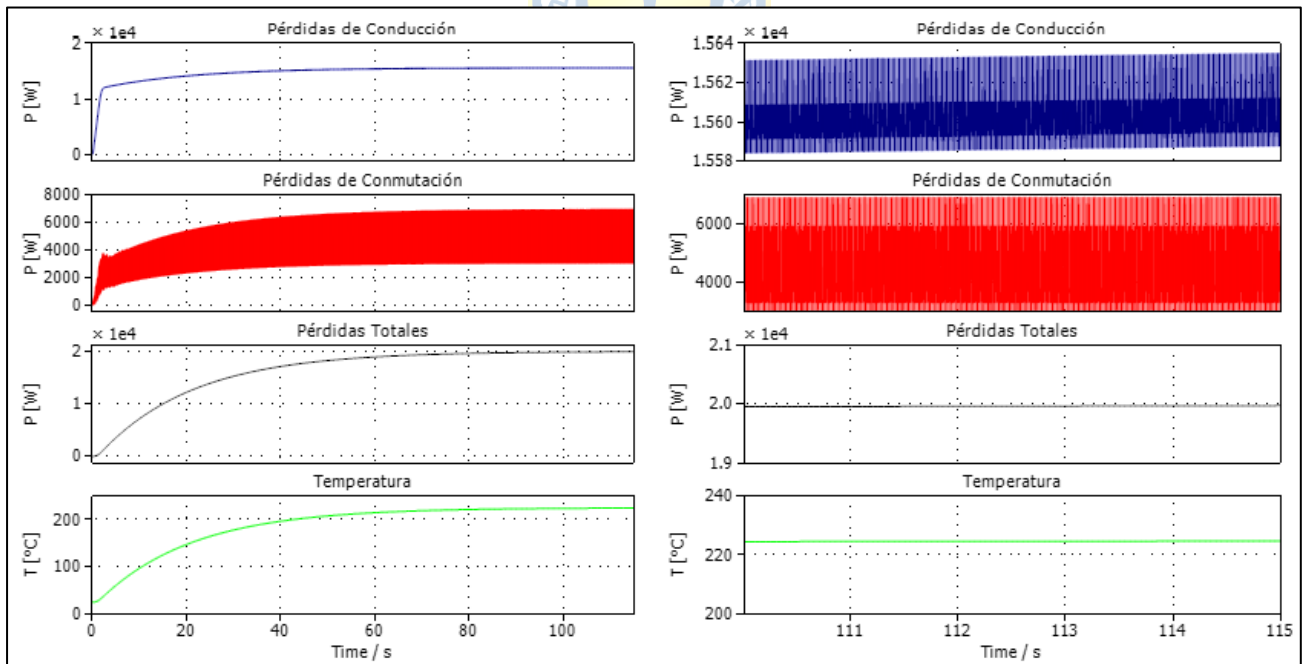 Pérdidas de Conducción
× 1e4
2
1
0
P [W]
Pérdidas de Conmutación
8000
6000
4000
2000
0
P [W]
Pérdidas Totales
× 1e4
2
1
0
P [W]
Temperatura
200
100
0
T [ºC]
0 20 40 60 80 100
Time / s
Pérdidas de Conducción
× 1e4
1.564
1.562
1.560
1.558
P [W]
Pérdidas de Conmutación
6000
4000
P [W]
Pérdidas Totales
× 1e4
2.1
2.0
1.9
P [W]
Temperatura
240
220
200
T [ºC]
111 112 113 114 115
Time / s